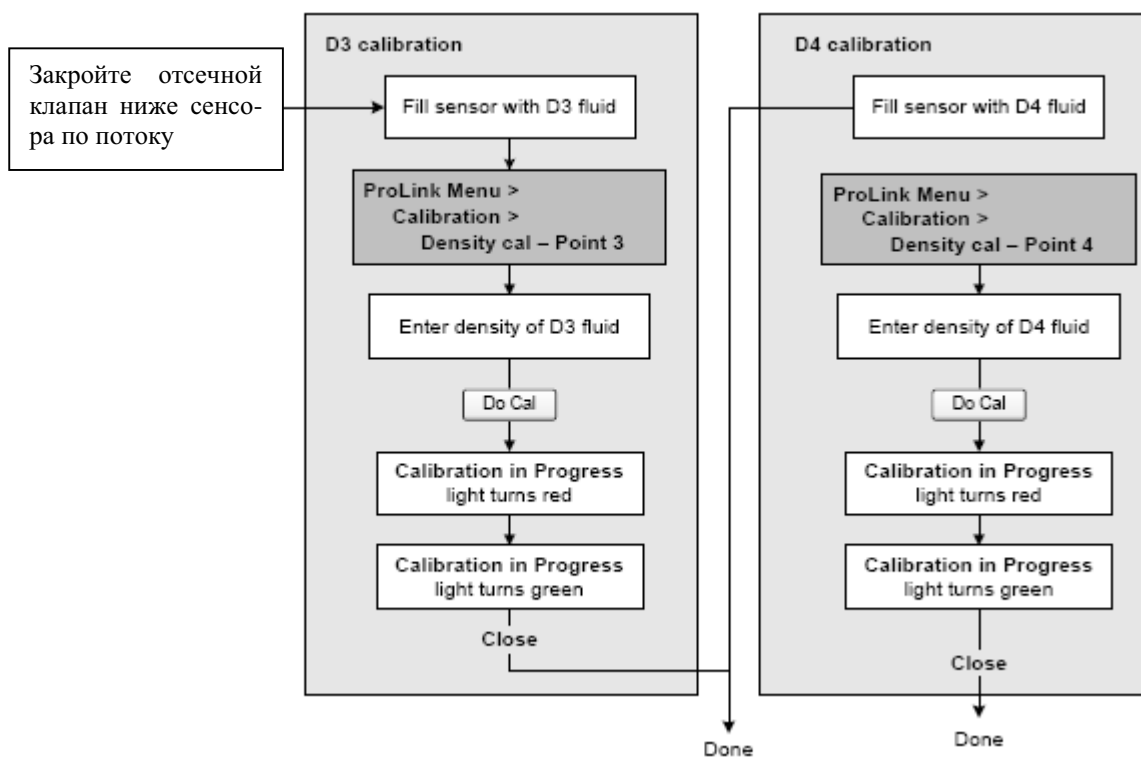 Закройте отсечной
клапан ниже сенсо-
ра по потоку
D3 calibration
Fill sensor with D3 fluid
ProLink Menu >
Calibration >
Density cal – Point 3
Enter density of D3 fluid
Do Cal
Calibration in Progress
light turns red
Calibration in Progress
light turns green
Close
Done
D4 calibration
Fill sensor with D4 fluid
ProLink Menu >
Calibration >
Density cal – Point 4
Enter density of D4 fluid
Do Cal
Calibration in Progress
light turns red
Calibration in Progress
light turns green
Close
Done